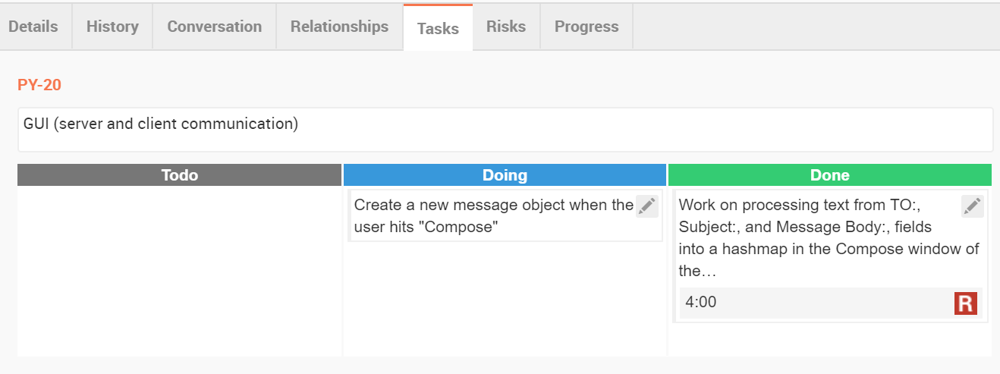 Details History Conversation Relationships Tasks Risks Progress
PY-20
GUI (server and client communication)
Todo Doing Done
Create a new message object when the
user hits "Compose"
Work on processing text from TO:,
Subject:, and Message Body:, fields
into a hashmap in the Compose window of
the…
4:00 R